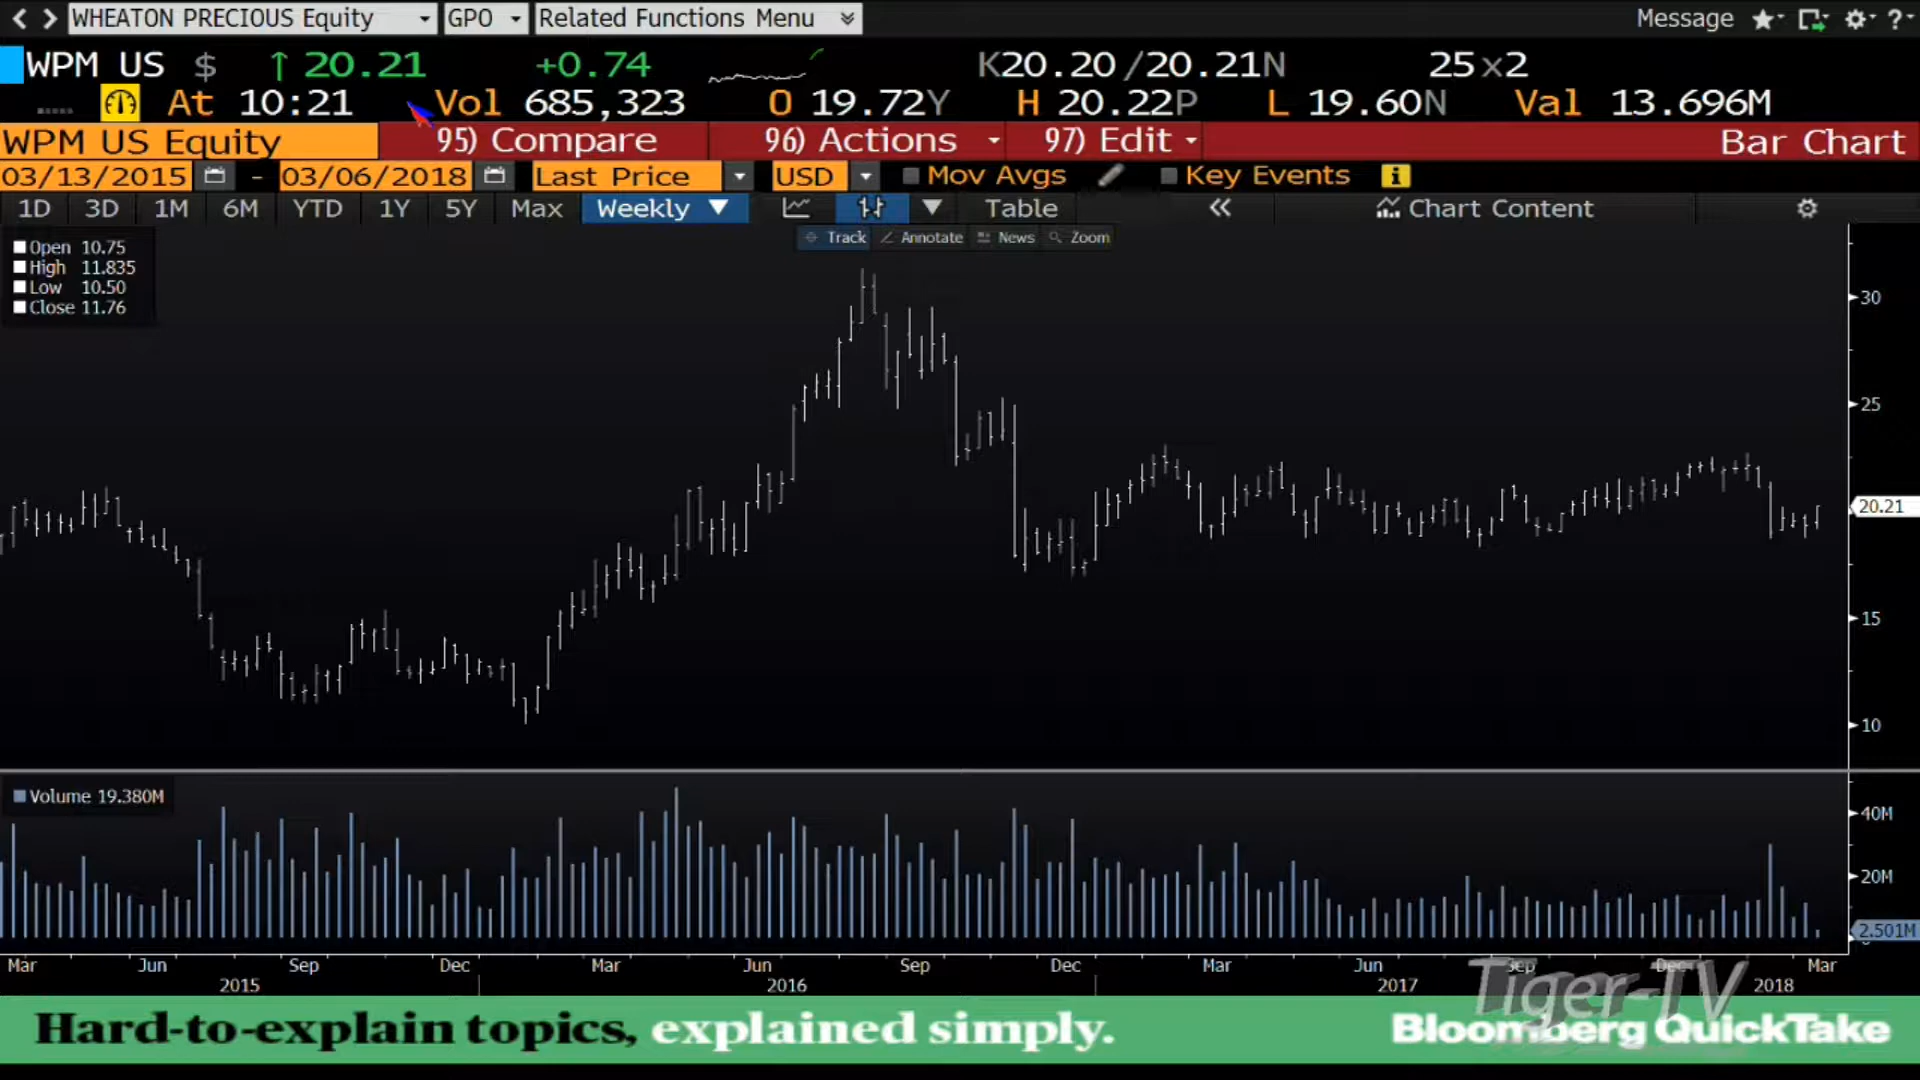 WHEATON PRECIOUS Equity GPO Related Functions Menu Message ?
WPM US $ ↑ 20.21 +0.74 K20.20/20.21N 25x2
At 10:21 Vol 685,323 O 19.72Y H 20.22P L 19.60N Val 13.696M
WPM US Equity 95) Compare 96) Actions 97) Edit Bar Chart
03/13/2015 - 03/06/2018 Last Price USD Mov Avgs Key Events i
1D 3D 1M 6M YTD 1Y 5Y Max Weekly ▼ ▼ Table « Chart Content
Track Annotate News Zoom
Open 10.75
High 11.835
Low 10.50
Close 11.76
30
25
20.21
15
10
Volume 19.380M
40M
20M
2.501M
Mar Jun Sep Dec Mar Jun Sep Dec Mar Jun Sep Dec Mar
2015 2016 2017 2018
Tiger-TV
Hard-to-explain topics, explained simply. Bloomberg QuickTake